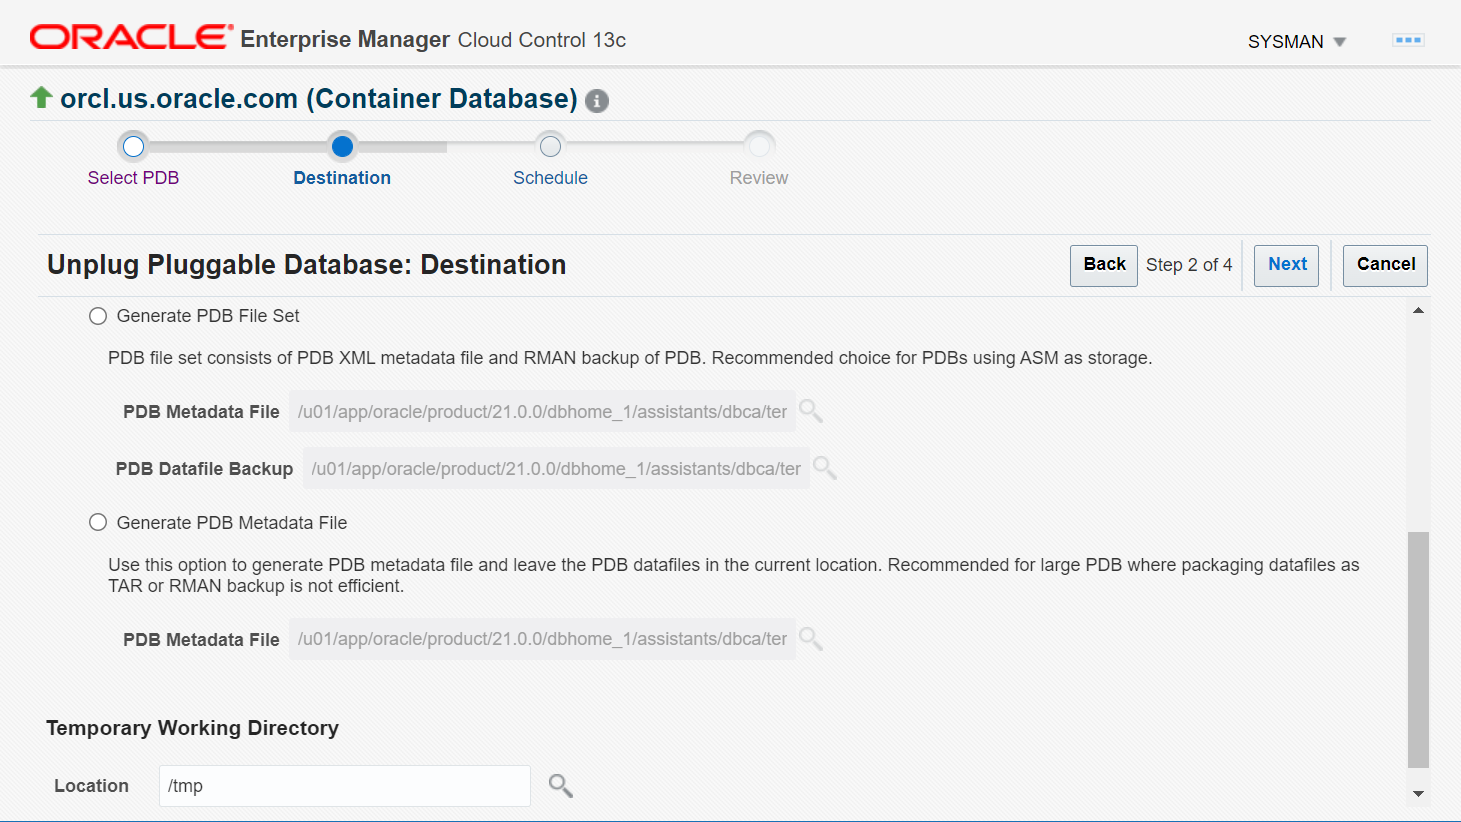 ORACLE Enterprise Manager Cloud Control 13c
SYSMAN
orcl.us.oracle.com (Container Database)
Select PDB
Destination
Schedule
Review
Unplug Pluggable Database: Destination
Back
Step 2 of 4
Next
Cancel
Generate PDB File Set
PDB file set consists of PDB XML metadata file and RMAN backup of PDB. Recommended choice for PDBs using ASM as storage.
PDB Metadata File /u01/app/oracle/product/21.0.0/dbhome_1/assistants/dbca/ter
PDB Datafile Backup /u01/app/oracle/product/21.0.0/dbhome_1/assistants/dbca/ter
Generate PDB Metadata File
Use this option to generate PDB metadata file and leave the PDB datafiles in the current location. Recommended for large PDB where packaging datafiles as
TAR or RMAN backup is not efficient.
PDB Metadata File /u01/app/oracle/product/21.0.0/dbhome_1/assistants/dbca/ter
Temporary Working Directory
Location /tmp